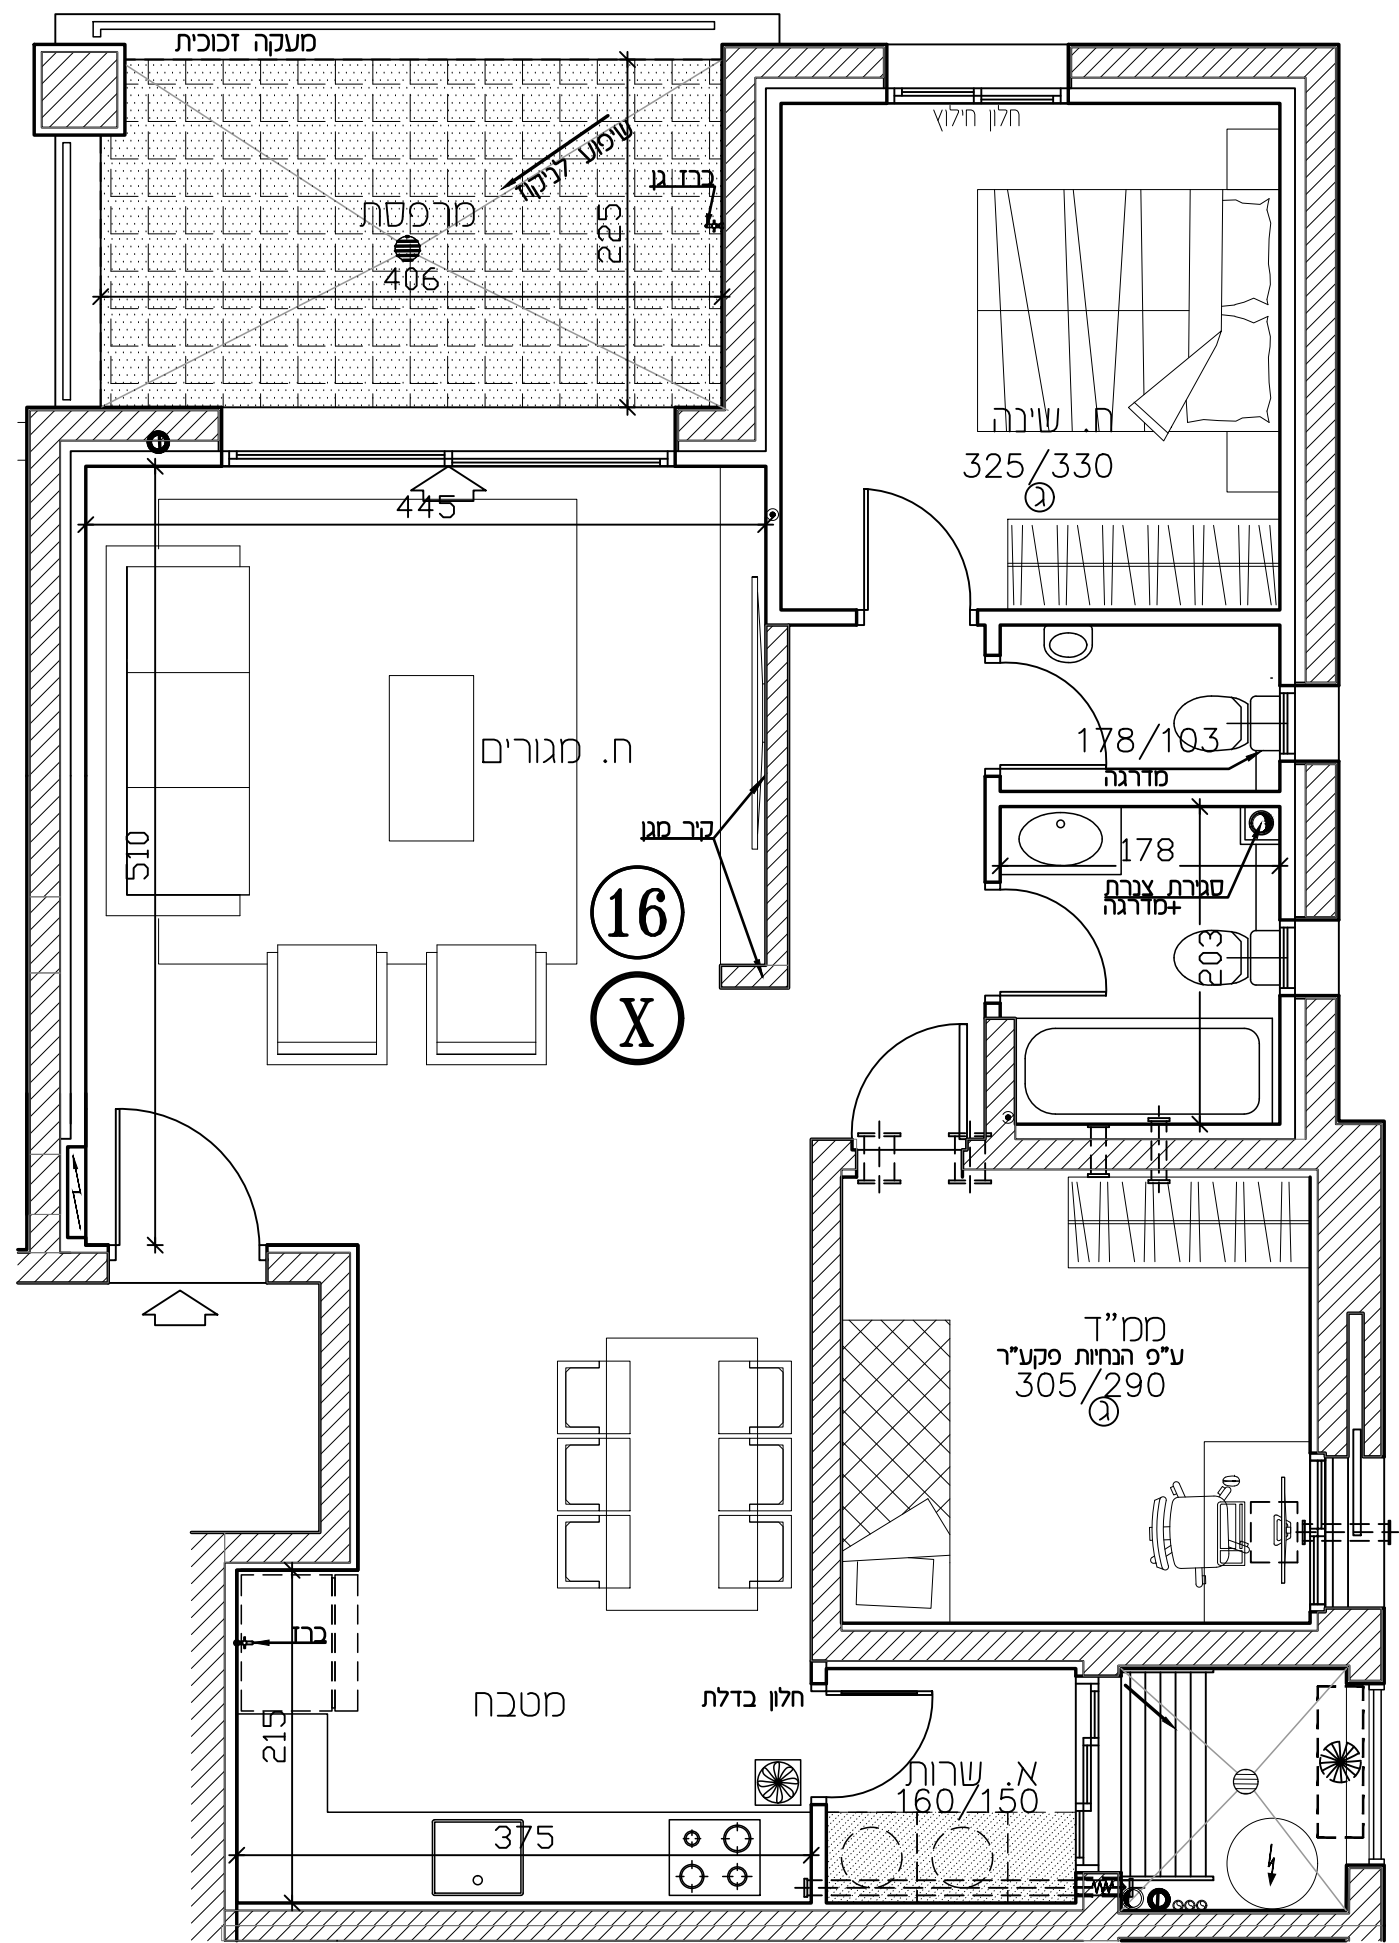 מעקה זכוכית
חלון חילוץ
שיפוע לניקוז
ברז גן
מרפסת
225
406
ח. שינה
325/330
ג
445
178/103
מדרגה
ח. מגורים
קיר מגן
510
178
סגירת צנרת
+מדרגה
16
203
X
ממ"ד
ע"פ הנחיות פקע"ר
305/290
ג
ברז
מטבח
חלון בדלת
215
א. שרות
160/150
375